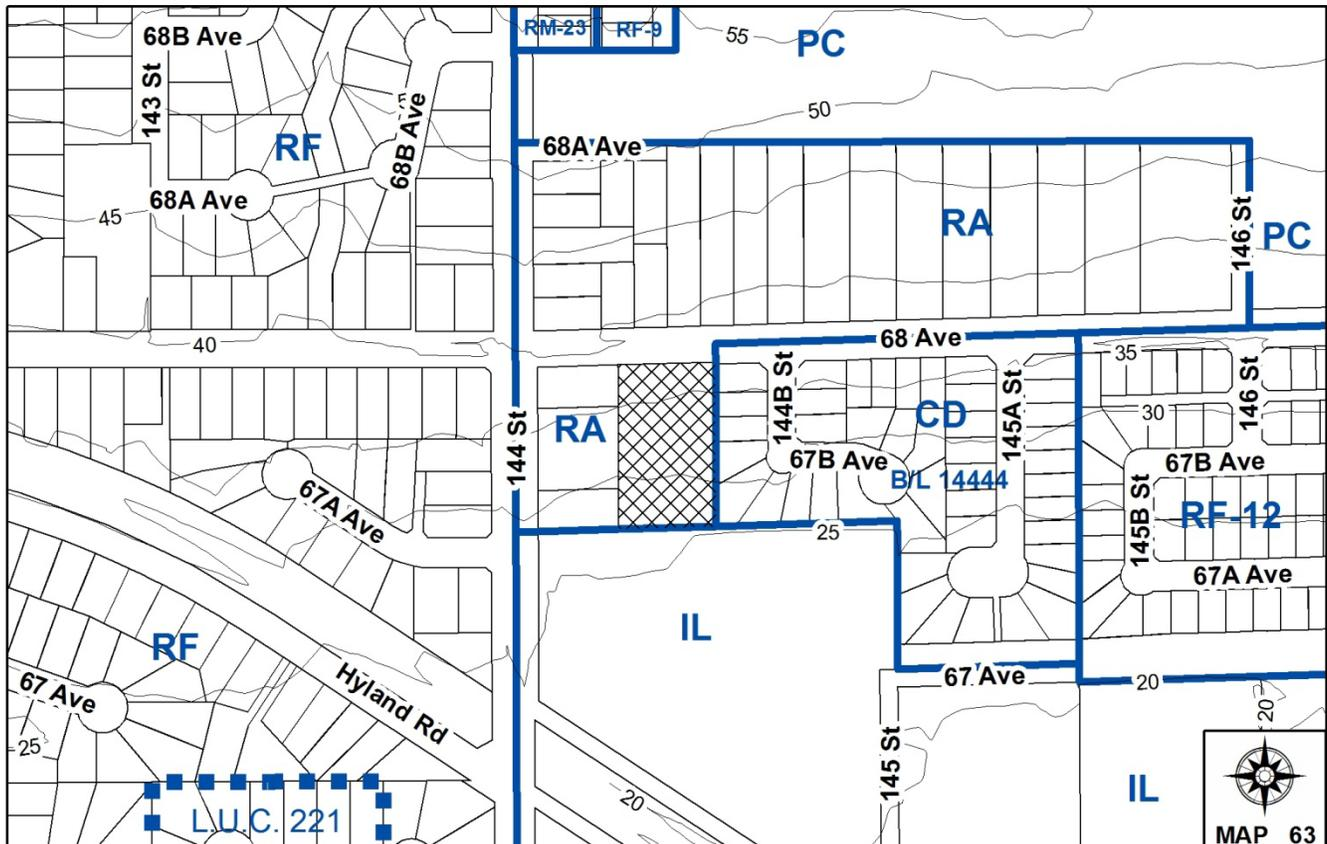 RM-23
RF-9
68B Ave
55
PC
143 St
50
68B Ave
RF
68A Ave
68A Ave
45
RA
146 St
PC
40
68 Ave
35
144B St
145A St
146 St
30
144 St
RA
CD
67B Ave
67B Ave
B/L 14444
67A Ave
145B St
RF-12
25
67A Ave
IL
RF
Hyland Rd
67 Ave
67 Ave
20
20
25
145 St
20
IL
L.U.C. 221
MAP 63